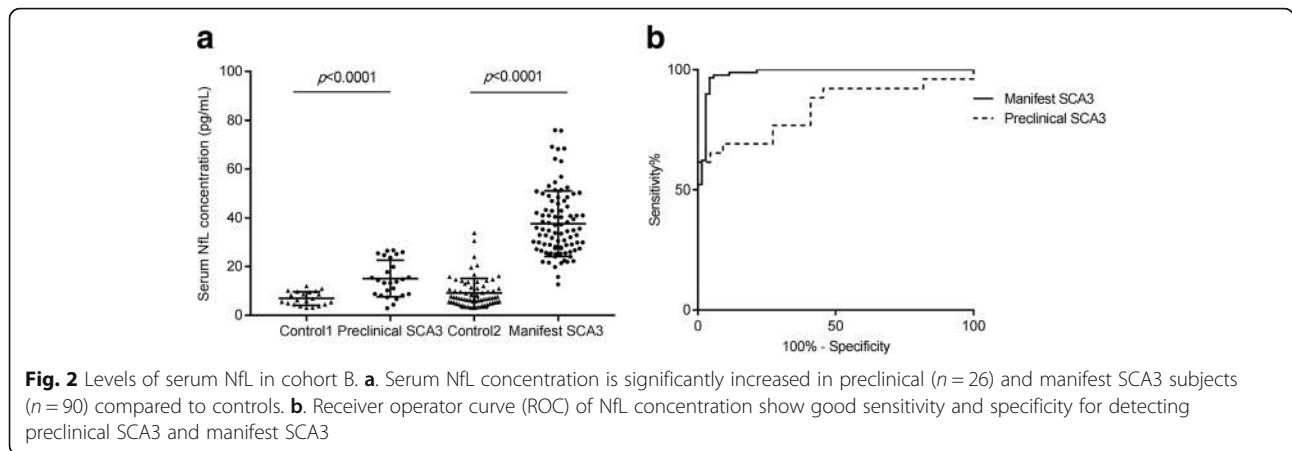 a
b
p<0.0001
p<0.0001
Serum NfL concentration (pg/mL)
100
80
60
40
20
0
Control1 Preclinical SCA3 Control2 Manifest SCA3
Sensitivity%
100
50
0
0 50 100
100% - Specificity
Manifest SCA3
Preclinical SCA3
Fig. 2 Levels of serum NfL in cohort B. a. Serum NfL concentration is significantly increased in preclinical (n = 26) and manifest SCA3 subjects
(n = 90) compared to controls. b. Receiver operator curve (ROC) of NfL concentration show good sensitivity and specificity for detecting
preclinical SCA3 and manifest SCA3